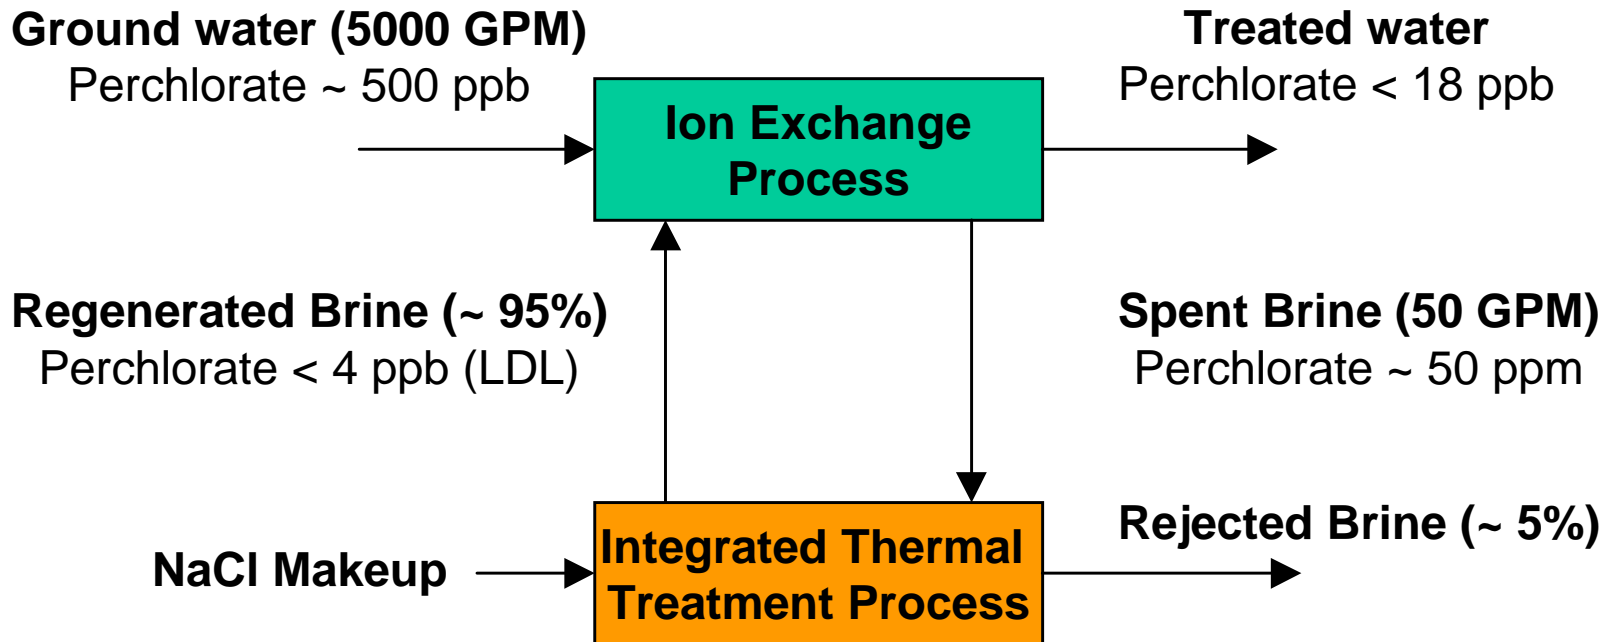 Ground water (5000 GPM)
Perchlorate ~ 500 ppb
Treated water
Perchlorate < 18 ppb
Ion Exchange
Process
Regenerated Brine (~ 95%)
Perchlorate < 4 ppb (LDL)
Spent Brine (50 GPM)
Perchlorate ~ 50 ppm
NaCl Makeup
Integrated Thermal
Treatment Process
Rejected Brine (~ 5%)